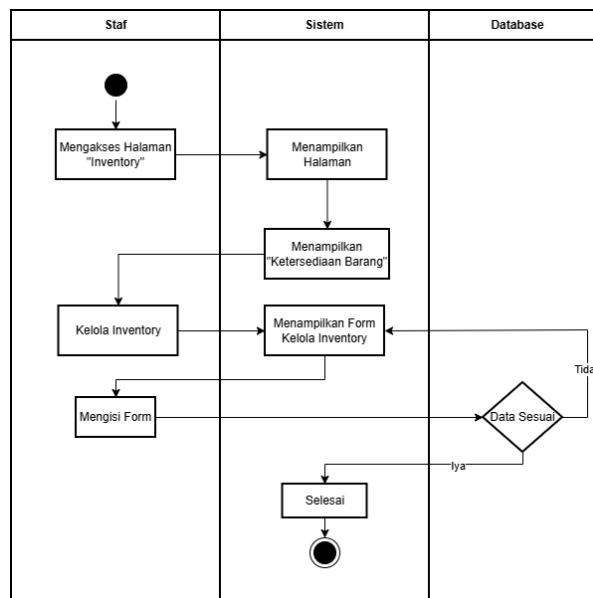 Staf
Sistem
Database
Mengakses Halaman
"Inventory"
Menampilkan
Halaman
Menampilkan
"Ketersediaan Barang"
Kelola Inventory
Menampilkan Form
Kelola Inventory
Tida
Mengisi Form
Data Sesuai
Iya
Selesai